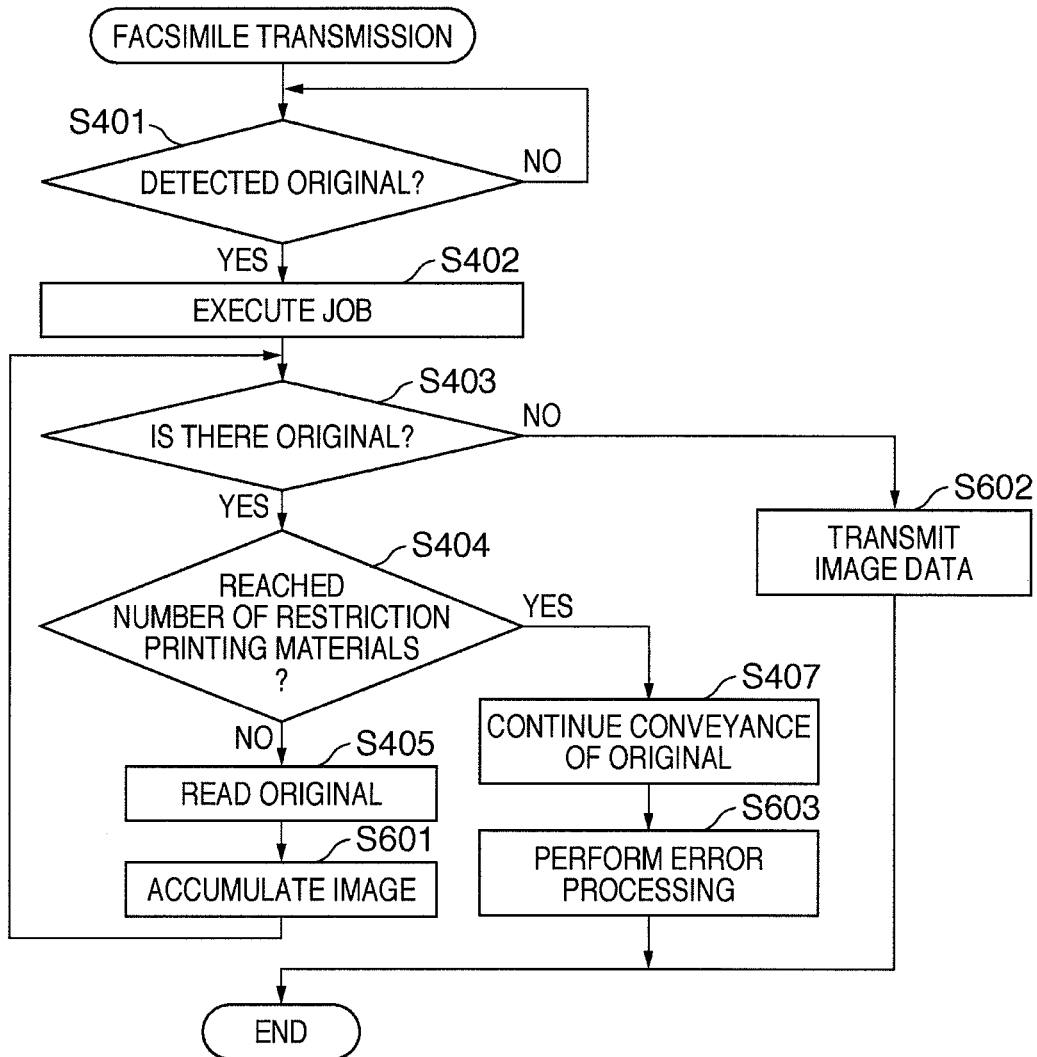 FACSIMILE TRANSMISSION
S401
DETECTED ORIGINAL?
NO
YES
S402
EXECUTE JOB
S403
IS THERE ORIGINAL?
NO
YES
S602
TRANSMIT
IMAGE DATA
S404
REACHED
NUMBER OF RESTRICTION
PRINTING MATERIALS
?
YES
NO
S407
CONTINUE CONVEYANCE
OF ORIGINAL
S405
READ ORIGINAL
S603
PERFORM ERROR
PROCESSING
S601
ACCUMULATE IMAGE
END